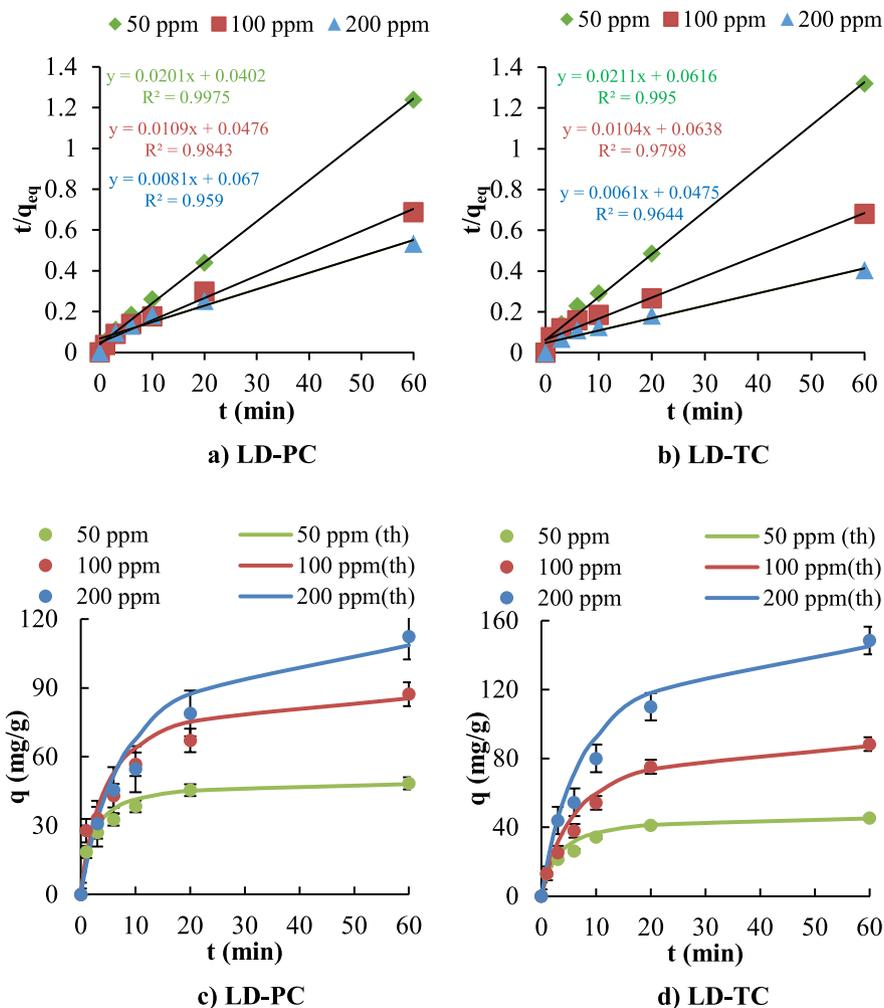 50 ppm 100 ppm 200 ppm
1.4
1.2
1
0.8
0.6
0.4
0.2
0
t/qeq
y = 0.0201x + 0.0402
R² = 0.9975
y = 0.0109x + 0.0476
R² = 0.9843
y = 0.0081x + 0.067
R² = 0.959
0 10 20 30 40 50 60
t (min)
a) LD-PC
50 ppm 100 ppm 200 ppm
1.4
1.2
1
0.8
0.6
0.4
0.2
0
t/qeq
y = 0.0211x + 0.0616
R² = 0.995
y = 0.0104x + 0.0638
R² = 0.9798
y = 0.0061x + 0.0475
R² = 0.9644
0 10 20 30 40 50 60
t (min)
b) LD-TC
50 ppm 50 ppm (th)
100 ppm 100 ppm(th)
200 ppm 200 ppm(th)
120
90
60
30
0
q (mg/g)
0 10 20 30 40 50 60
t (min)
c) LD-PC
50 ppm 50 ppm (th)
100 ppm 100 ppm(th)
200 ppm 200 ppm(th)
160
120
80
40
0
q (mg/g)
0 10 20 30 40 50 60
t (min)
d) LD-TC